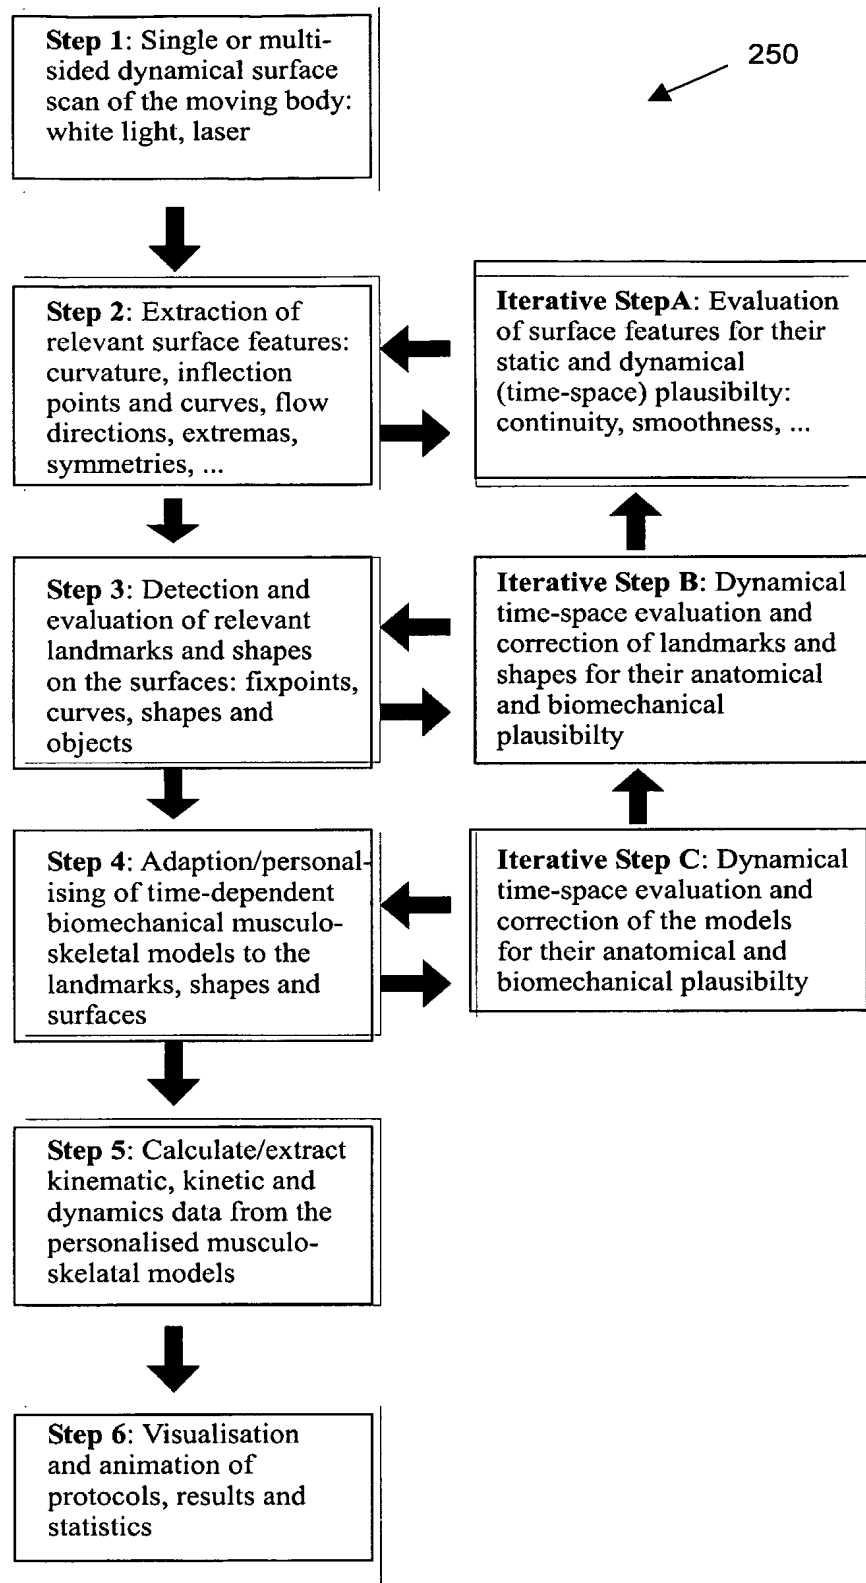 Step 1: Single or multi-
sided dynamical surface
scan of the moving body:
white light, laser
250
Step 2: Extraction of
relevant surface features:
curvature, inflection
points and curves, flow
directions, extremas,
symmetries, ...
Iterative StepA: Evaluation
of surface features for their
static and dynamical
(time-space) plausibilty:
continuity, smoothness, ...
Step 3: Detection and
evaluation of relevant
landmarks and shapes
on the surfaces: fixpoints,
curves, shapes and
objects
Iterative Step B: Dynamical
time-space evaluation and
correction of landmarks and
shapes for their anatomical
and biomechanical
plausibilty
Step 4: Adaption/personal-
ising of time-dependent
biomechanical musculo-
skeletal models to the
landmarks, shapes and
surfaces
Iterative Step C: Dynamical
time-space evaluation and
correction of the models
for their anatomical and
biomechanical plausibilty
Step 5: Calculate/extract
kinematic, kinetic and
dynamics data from the
personalised musculo-
skelatal models
Step 6: Visualisation
and animation of
protocols, results and
statistics